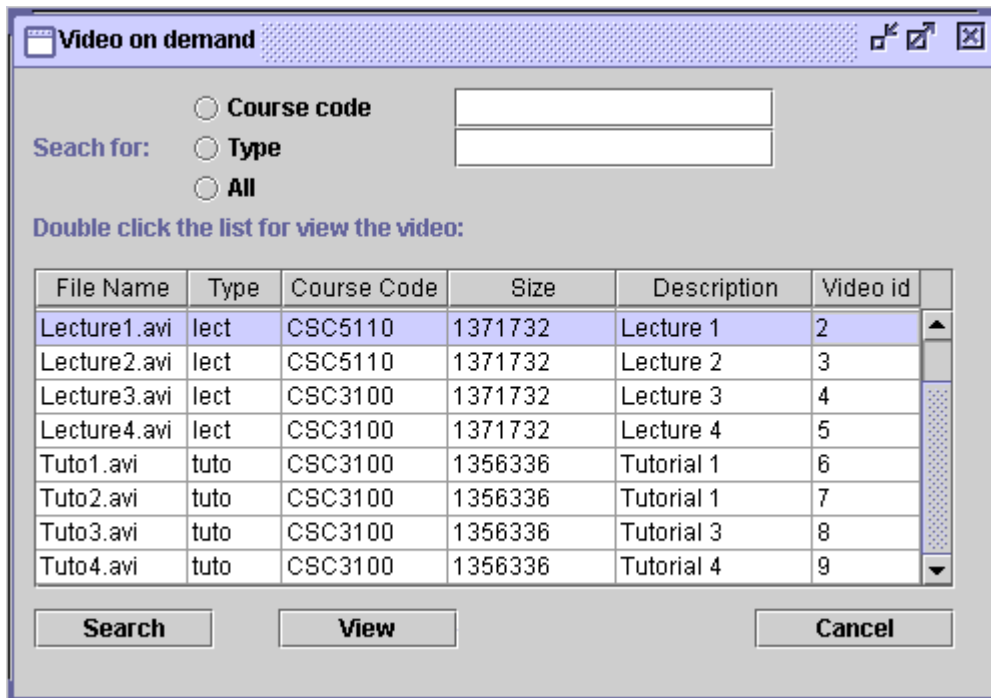 Video on demand
Course code
Seach for: Type
All
Double click the list for view the video:
File Name Type Course Code Size Description Video id
Lecture1.avi lect CSC5110 1371732 Lecture 1 2
Lecture2.avi lect CSC5110 1371732 Lecture 2 3
Lecture3.avi lect CSC3100 1371732 Lecture 3 4
Lecture4.avi lect CSC3100 1371732 Lecture 4 5
Tuto1.avi tuto CSC3100 1356336 Tutorial 1 6
Tuto2.avi tuto CSC3100 1356336 Tutorial 1 7
Tuto3.avi tuto CSC3100 1356336 Tutorial 3 8
Tuto4.avi tuto CSC3100 1356336 Tutorial 4 9
Search View Cancel